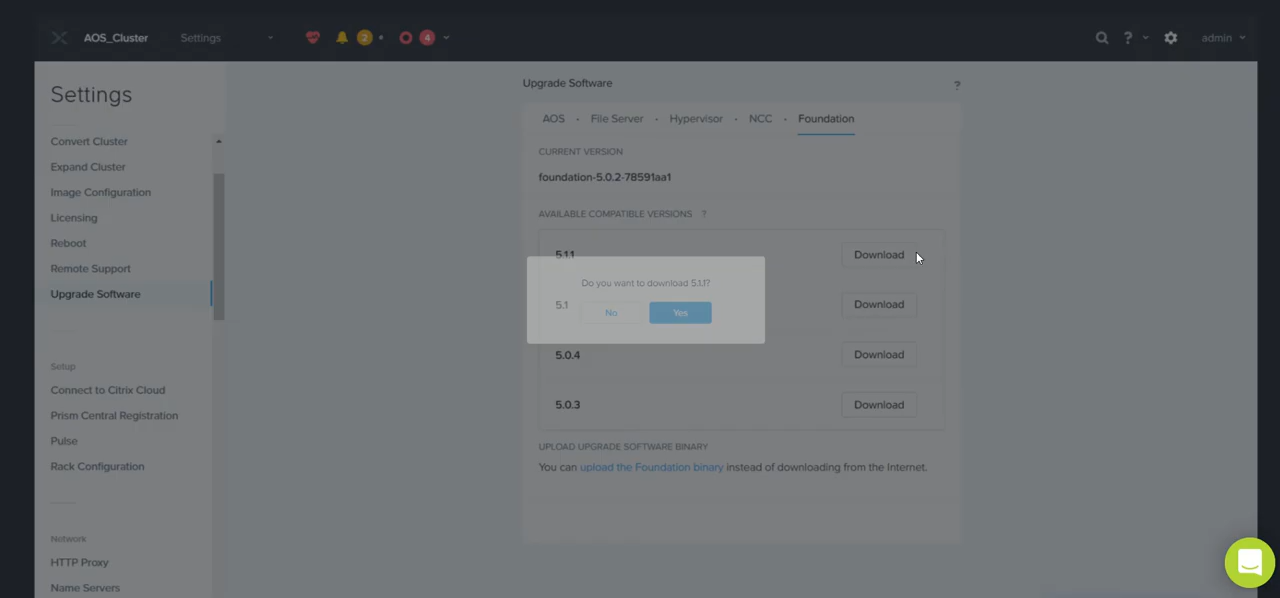 AOS_Cluster
Settings
2
4
?
admin
Settings
Convert Cluster
Expand Cluster
Image Configuration
Licensing
Reboot
Remote Support
Upgrade Software
Setup
Connect to Citrix Cloud
Prism Central Registration
Pulse
Rack Configuration
Network
HTTP Proxy
Name Servers
Upgrade Software
?
AOS · File Server · Hypervisor · NCC · Foundation
CURRENT VERSION
foundation-5.0.2-78591aa1
AVAILABLE COMPATIBLE VERSIONS ?
5.1.1 Download
Do you want to download 5.1.1?
No Yes
5.1 Download
5.0.4 Download
5.0.3 Download
UPLOAD UPGRADE SOFTWARE BINARY
You can upload the Foundation binary instead of downloading from the Internet.